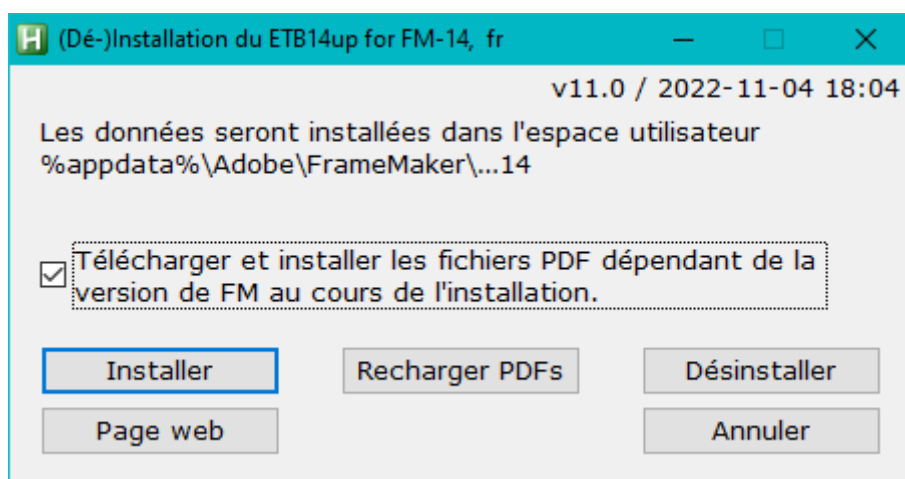 H (Dé-)Installation du ETB14up for FM-14, fr
v11.0 / 2022-11-04 18:04
Les données seront installées dans l'espace utilisateur
%appdata%\Adobe\FrameMaker\...14
Télécharger et installer les fichiers PDF dépendant de la
version de FM au cours de l'installation.
Installer Recharger PDFs Désinstaller
Page web Annuler